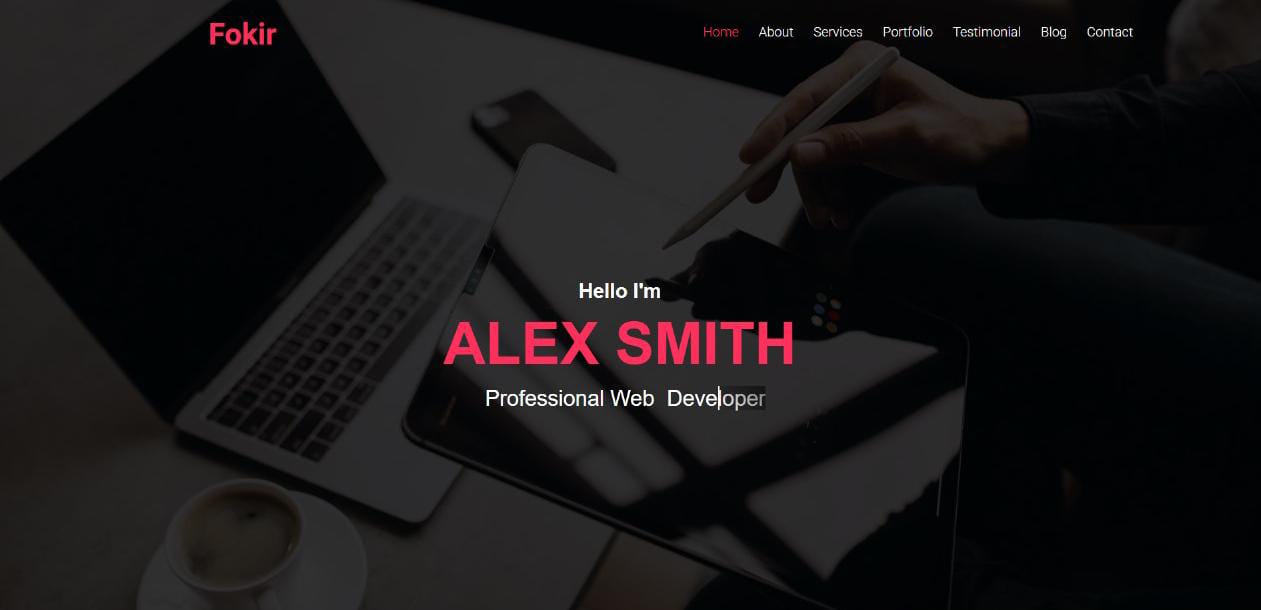 Fokir
Home About Services Portfolio Testimonial Blog Contact
Hello I'm
ALEX SMITH
Professional Web Developer